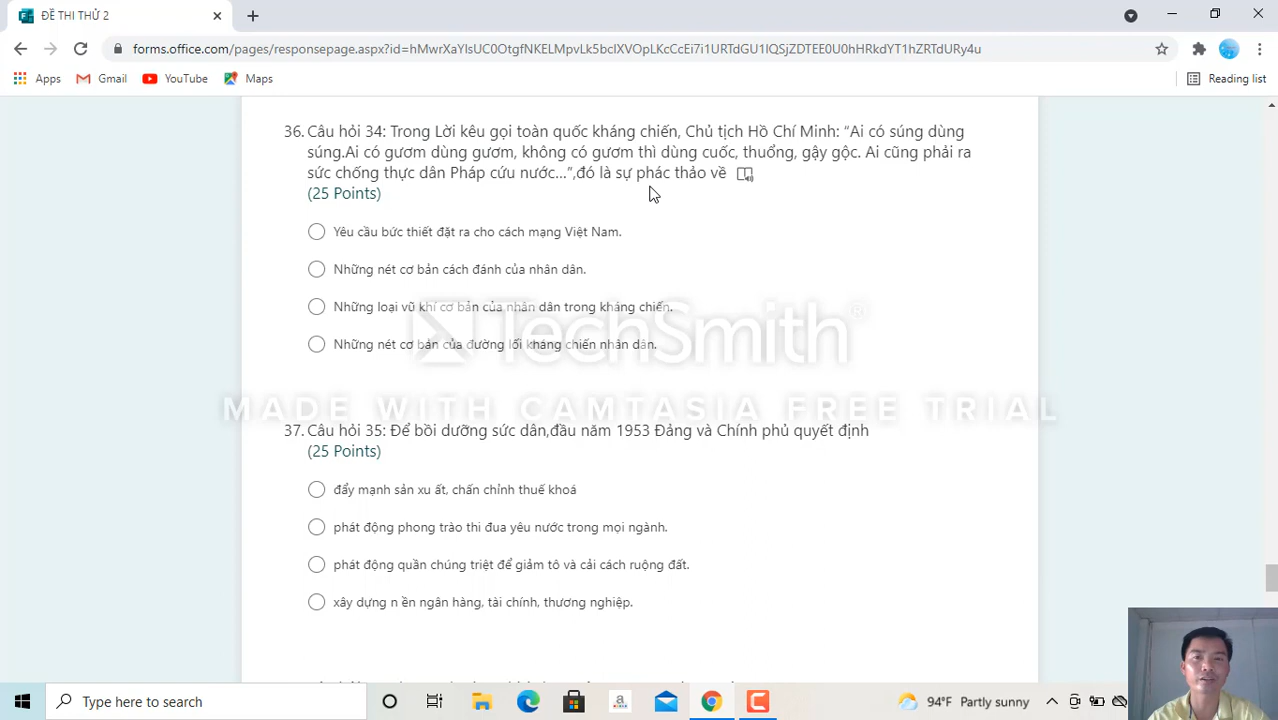 ĐỀ THI THỬ 2
forms.office.com/pages/responsepage.aspx?id=hMwrXaYIsUC0OtgfNKELMpvLk5bcIXVOpLKcCcEi7i1URTdGU1lQSjZDTEE0U0hHRkdYT1hZRTdURy4u
Apps Gmail YouTube Maps Reading list
36. Câu hỏi 34: Trong Lời kêu gọi toàn quốc kháng chiến, Chủ tịch Hồ Chí Minh: “Ai có súng dùng
súng.Ai có gươm dùng gươm, không có gươm thì dùng cuốc, thuổng, gậy gộc. Ai cũng phải ra
sức chống thực dân Pháp cứu nước...”,đó là sự phác thảo về
(25 Points)
Yêu cầu bức thiết đặt ra cho cách mạng Việt Nam.
Những nét cơ bản cách đánh của nhân dân.
Những loại vũ khí cơ bản của nhân dân trong kháng chiến.
Những nét cơ bản của đường lối kháng chiến nhân dân.
TechSmith
MADE WITH CAMTASIA FREE TRIAL
37. Câu hỏi 35: Để bồi dưỡng sức dân,đầu năm 1953 Đảng và Chính phủ quyết định
(25 Points)
đẩy mạnh sản xu ất, chấn chỉnh thuế khoá
phát động phong trào thi đua yêu nước trong mọi ngành.
phát động quần chúng triệt để giảm tô và cải cách ruộng đất.
xây dựng n ền ngân hàng, tài chính, thương nghiệp.
Type here to search
94°F Partly sunny